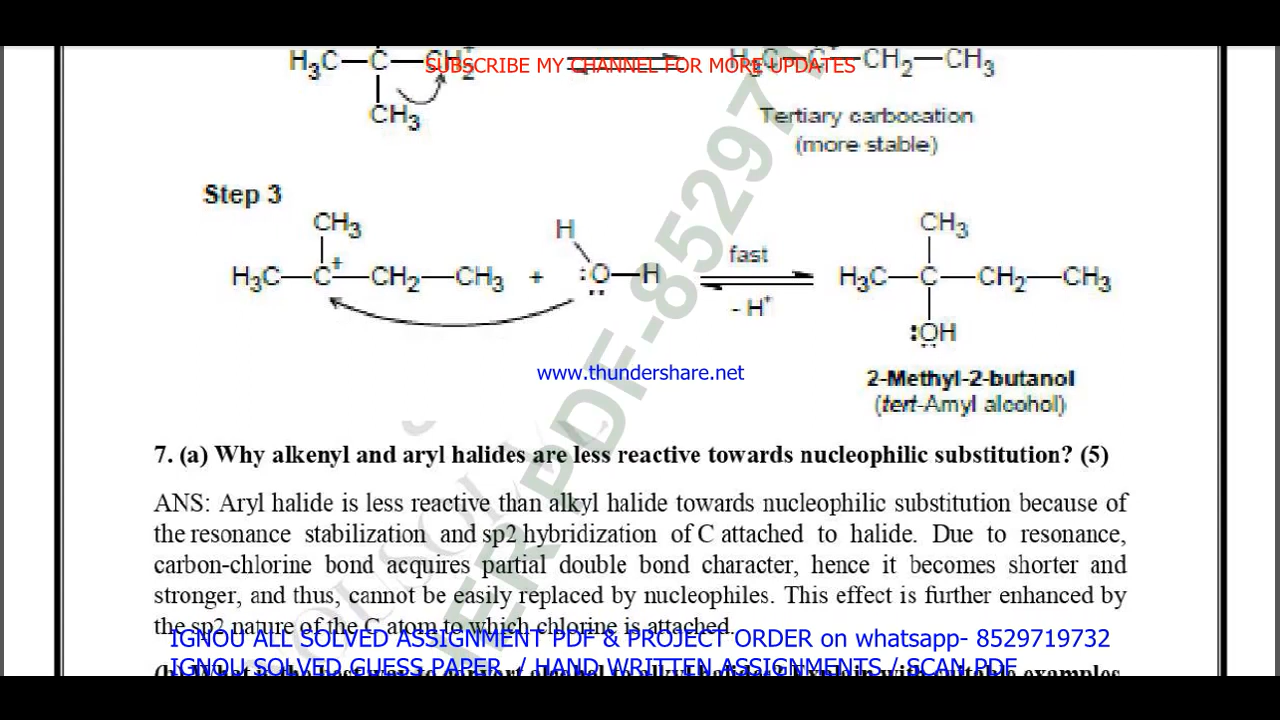 H₃C—C—CH₂⁺ H₃C—C⁺—CH₂—CH₃
SUBSCRIBE MY CHANNEL FOR MORE UPDATES
CH₃
Tertiary carbocation
(more stable)
Step 3
CH₃ H CH₃
H₃C—C⁺—CH₂—CH₃ + :O—H fast H₃C—C—CH₂—CH₃
- H⁺
:OH
www.thundershare.net
2-Methyl-2-butanol
(tert-Amyl alcohol)
7. (a) Why alkenyl and aryl halides are less reactive towards nucleophilic substitution? (5)
ANS: Aryl halide is less reactive than alkyl halide towards nucleophilic substitution because of
the resonance stabilization and sp2 hybridization of C attached to halide. Due to resonance,
carbon-chlorine bond acquires partial double bond character, hence it becomes shorter and
stronger, and thus, cannot be easily replaced by nucleophiles. This effect is further enhanced by
the sp2 nature of the C atom to which chlorine is attached.
IGNOU ALL SOLVED ASSIGNMENT PDF & PROJECT ORDER on whatsapp- 8529719732
IGNOU SOLVED GUESS PAPER / HAND WRITTEN ASSIGNMENTS / SCAN PDF
ER PDF-852971